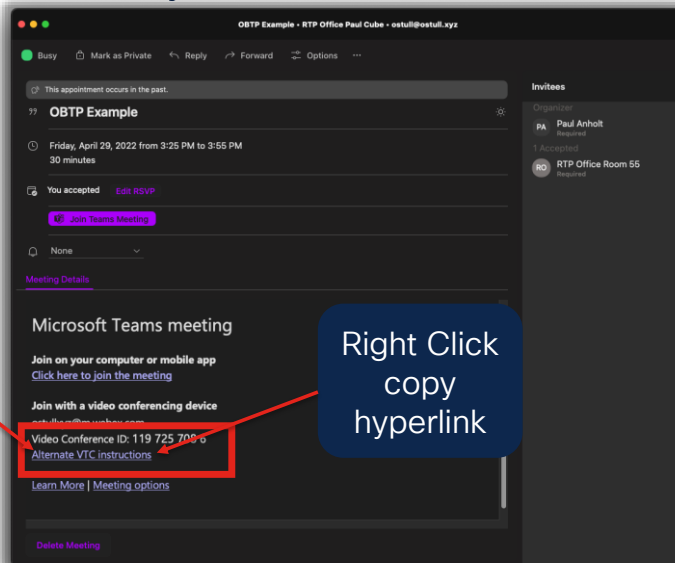 OBTP Example • RTP Office Paul Cube • ostull@ostull.xyz
Busy Mark as Private Reply Forward Options ...
This appointment occurs in the past.
OBTP Example
Friday, April 29, 2022 from 3:25 PM to 3:55 PM
30 minutes
You accepted Edit RSVP
Join Teams Meeting
None
Meeting Details
Microsoft Teams meeting
Join on your computer or mobile app
Click here to join the meeting
Join with a video conferencing device
Video Conference ID: 119 725 708 6
Alternate VTC instructions
Learn More | Meeting options
Delete Meeting
Right Click
copy
hyperlink
Invitees
Organizer
PA Paul Anholt
Required
1 Accepted
RO RTP Office Room 55
Required